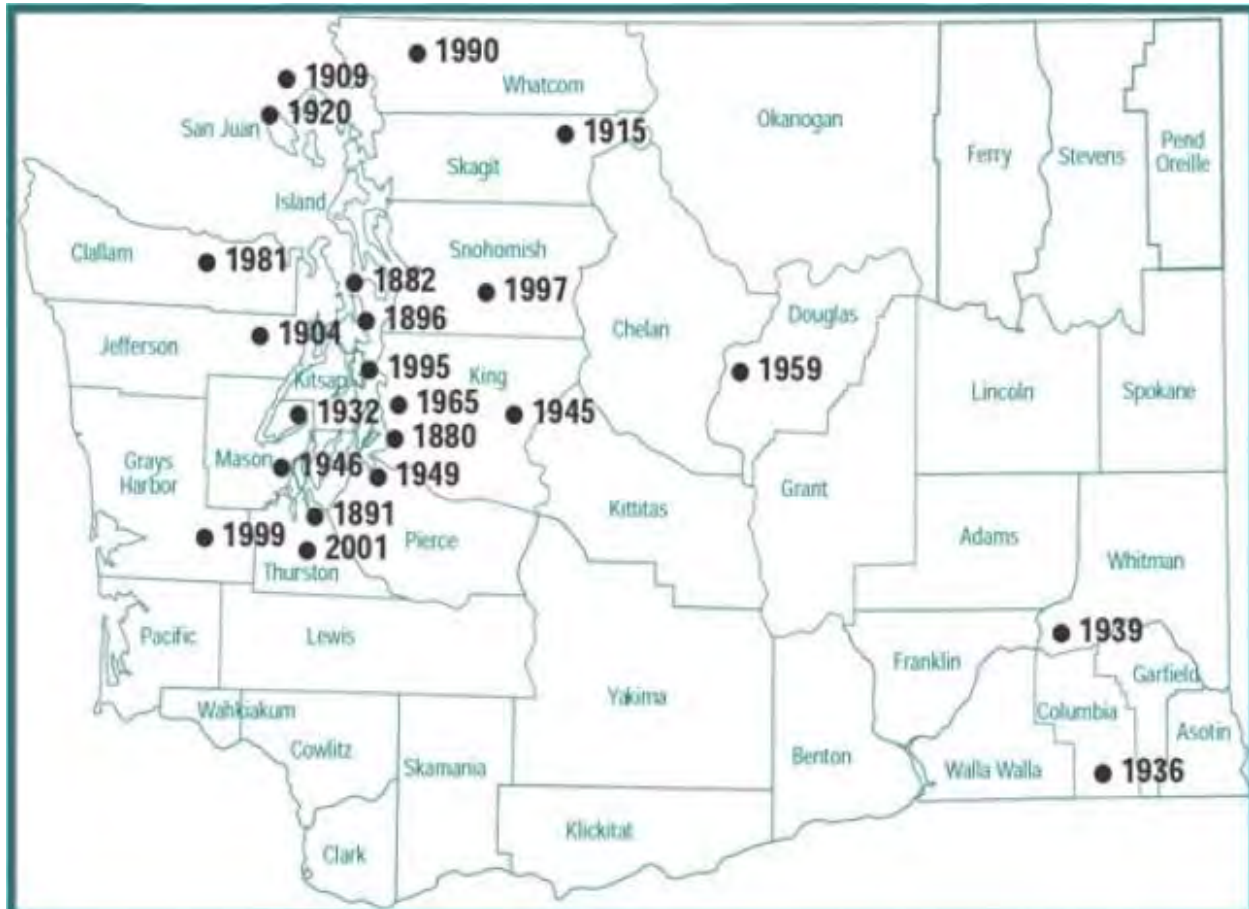 1990
Whatcom
1909
1920
San Juan
1915
Okanogan
Ferry
Stevens
Pend
Oreille
Skagit
Island
Clallam
1981
Snohomish
1882
1997
1896
Douglas
Chelan
Jefferson
1904
Kitsap
1995
King
1959
Lincoln
Spokane
1932
1965
1945
1880
Mason
1946
1949
Grays
Harbor
Grant
Kittitas
1891
1999
2001
Pierce
Thurston
Adams
Whitman
Pacific
Lewis
1939
Franklin
Garfield
Yakima
Wahkiakum
Columbia
Asotin
Cowlitz
Skamania
Benton
Walla Walla
1936
Klickitat
Clark